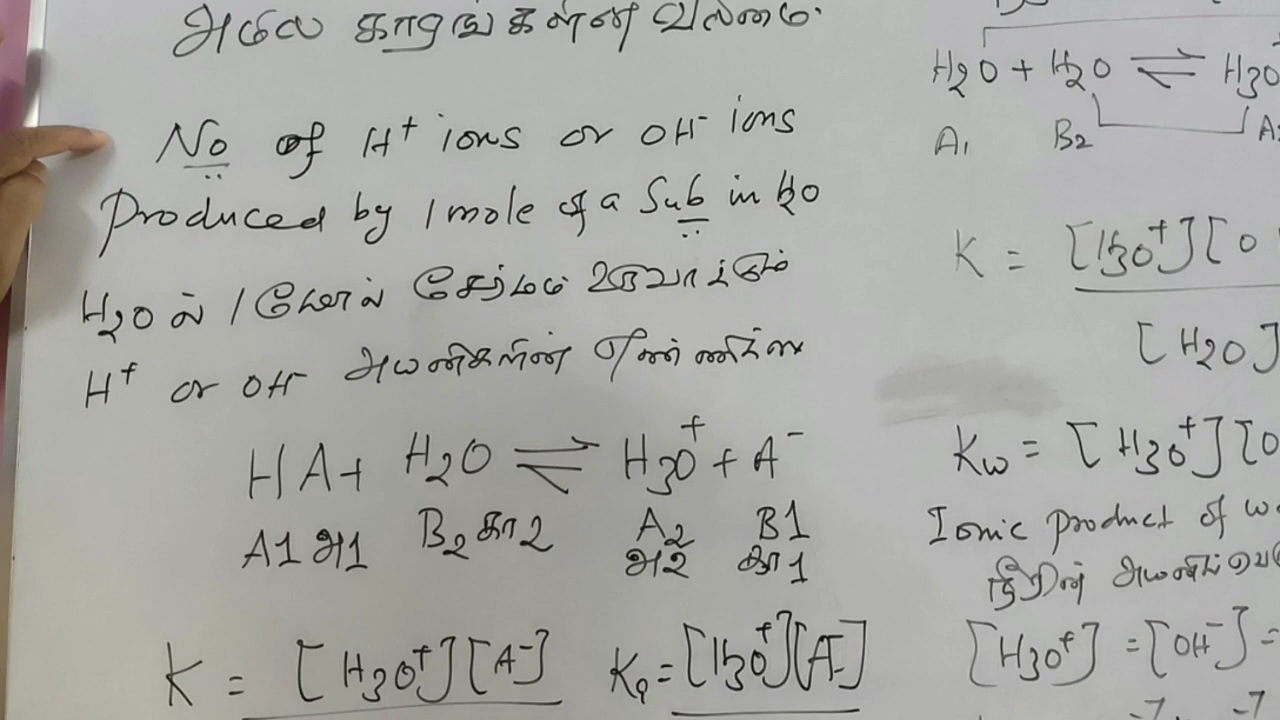 அமில காரங்களின் வலிமை.
No of H+ ions or OH- ions
Produced by 1 mole of a Sub in H2O
H2O ல் 1 மோல் சேர்மம் உருவாக்கும்
H+ or OH- அயனிகளின் எண்ணிக்கை
HA + H2O ⇌ H3O+ + A-
A1 அ1 B2 கா2 A2 B1
அ2 கா1
K = [H3O+][A-] Ka = [H3O+][A-]
H2O + H2O ⇌ H3O+
A1 B2 A
K = [H3O+][O
[H2O]
Kw = [H3O+][O
Ionic product of w
நீரின் அயனிப் பெ
[H3O+] = [OH-] =
-7 -7